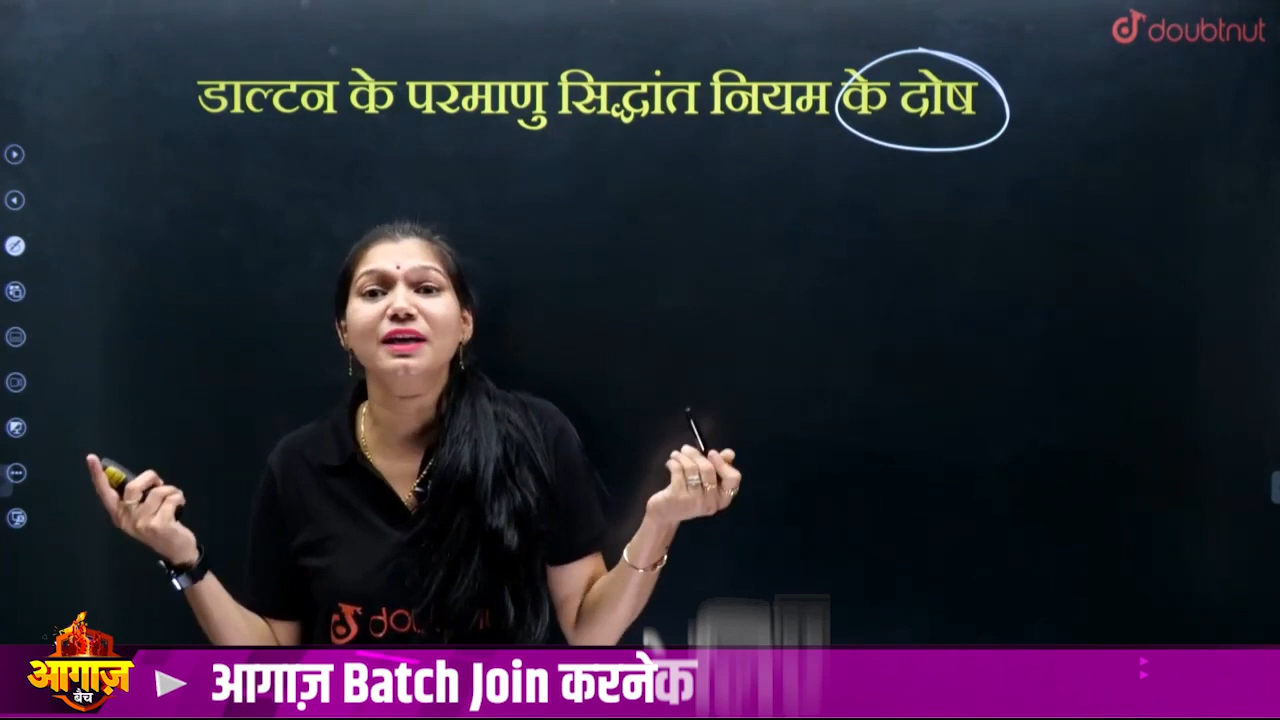 doubtnut
डाल्टन के परमाणु सिद्धांत नियम के दोष
आगाज़
बैच
आगाज़ Batch Join करने